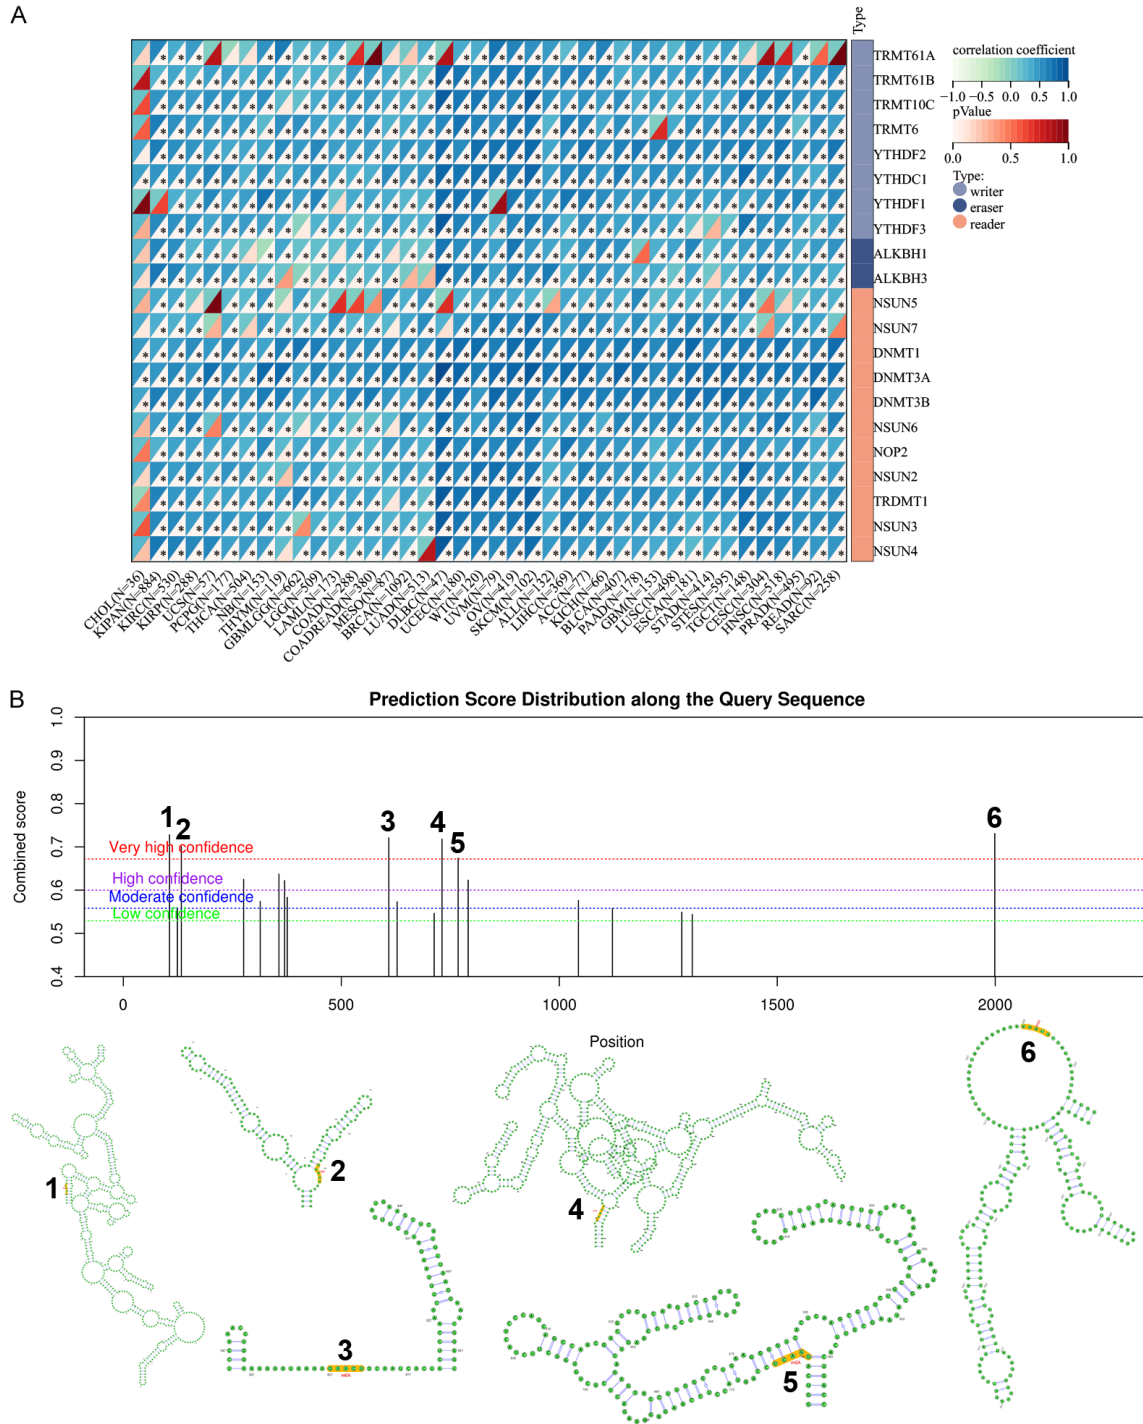 A
Type
TRMT61A
TRMT61B
TRMT10C
TRMT6
YTHDF2
YTHDC1
YTHDF1
YTHDF3
ALKBH1
ALKBH3
NSUN5
NSUN7
DNMT1
DNMT3A
DNMT3B
NSUN6
NOP2
NSUN2
TRDMT1
NSUN3
NSUN4
correlation coefficient
−1.0 −0.5 0.0 0.5 1.0
pValue
0.0 0.5 1.0
Type:
writer
eraser
reader
CHOL(N=36)
KIPAN(N=884)
KIRC(N=530)
KIRP(N=288)
UCS(N=57)
PCPG(N=177)
THCA(N=504)
NB(N=153)
THYM(N=119)
GBMLGG(N=662)
LGG(N=509)
LAML(N=173)
COAD(N=288)
COADREAD(N=380)
MESO(N=87)
BRCA(N=1092)
LUAD(N=513)
DLBC(N=47)
UCEC(N=180)
WT(N=120)
UVM(N=79)
OV(N=419)
SKCM(N=102)
ALL(N=132)
LIHC(N=369)
ACC(N=77)
KICH(N=66)
BLCA(N=407)
PAAD(N=178)
GBM(N=153)
LUSC(N=498)
ESCA(N=181)
STAD(N=414)
STES(N=595)
TGCT(N=148)
CESC(N=304)
HNSC(N=518)
PRAD(N=495)
READ(N=92)
SARC(N=258)
B
Prediction Score Distribution along the Query Sequence
Combined score
1.0
0.9
0.8
0.7
0.6
0.5
0.4
1
2
3
4
5
6
Very high confidence
High confidence
Moderate confidence
Low confidence
0 500 1000 1500 2000
Position
1
2
3
m6A
4
5
m6A
6